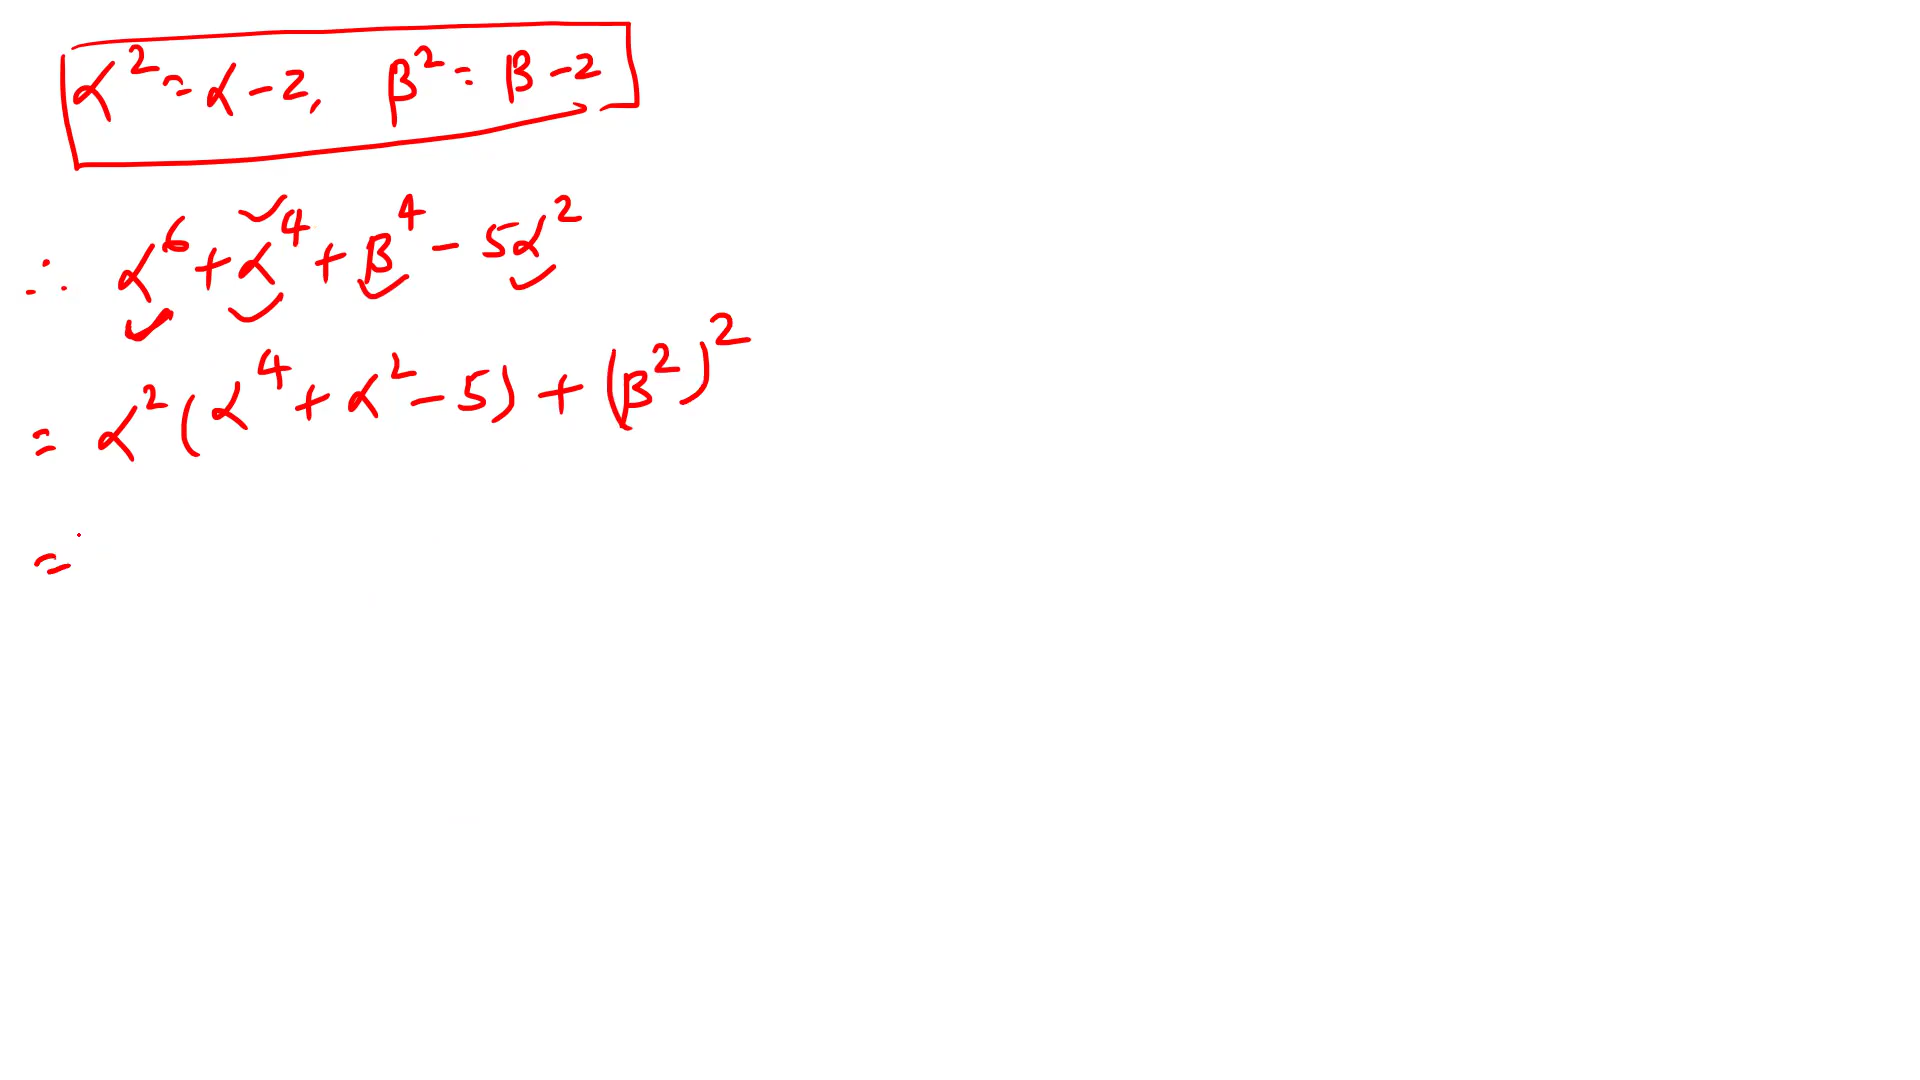 α² = α - 2, β² = β - 2
∴ α⁶ + α⁴ + β⁴ - 5α²
= α²(α⁴ + α² - 5) + (β²)²
=